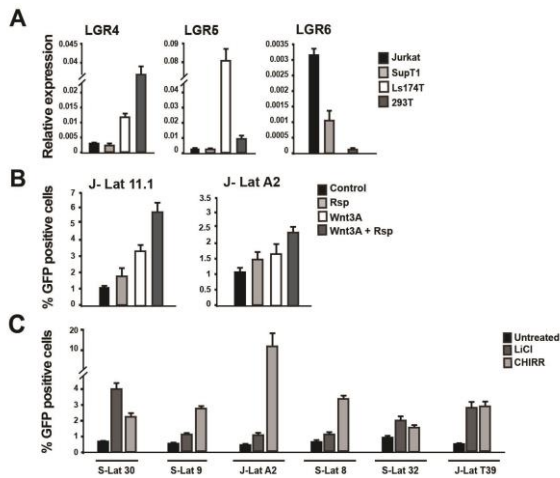 A
LGR4 LGR5 LGR6
Relative expression
0.045
0.03
0.015
0.01
0.005
0
0.09
0.08
0.04
0.03
0.02
0.01
0
0.0035
0.003
0.0025
0.002
0.0015
0.001
0.0005
0
Jurkat
SupT1
Ls174T
293T
B
J- Lat 11.1 J- Lat A2
% GFP positive cells
7
6
5
4
3
2
1
0
3.5
3
2.5
2
1.5
1
0.5
0
Control
Rsp
Wnt3A
Wnt3A + Rsp
C
% GFP positive cells
20
10
4
3
2
1
0
Untreated
LiCl
CHIRR
S-Lat 30 S-Lat 9 J-Lat A2 S-Lat 8 S-Lat 32 J-Lat T39